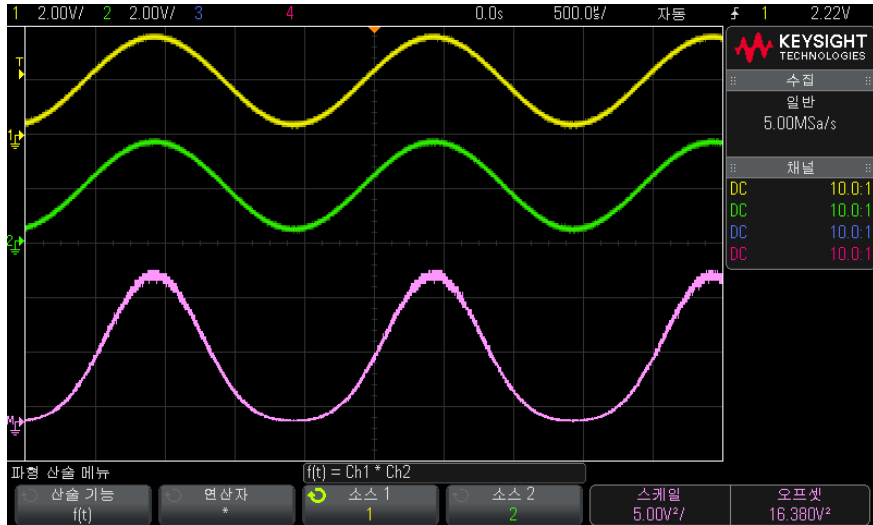 1 2.00V/ 2 2.00V/ 3 4 0.0s 500.0㎲/ 자동 1 2.22V
KEYSIGHT
TECHNOLOGIES
수집
일반
5.00MSa/s
채널
DC 10.0:1
DC 10.0:1
DC 10.0:1
DC 10.0:1
T
1
2
M
파형 산술 메뉴 f(t) = Ch1 * Ch2
산술 기능 연산자 소스 1 소스 2 스케일 오프셋
f(t) * 1 2 5.00V²/ 16.380V²